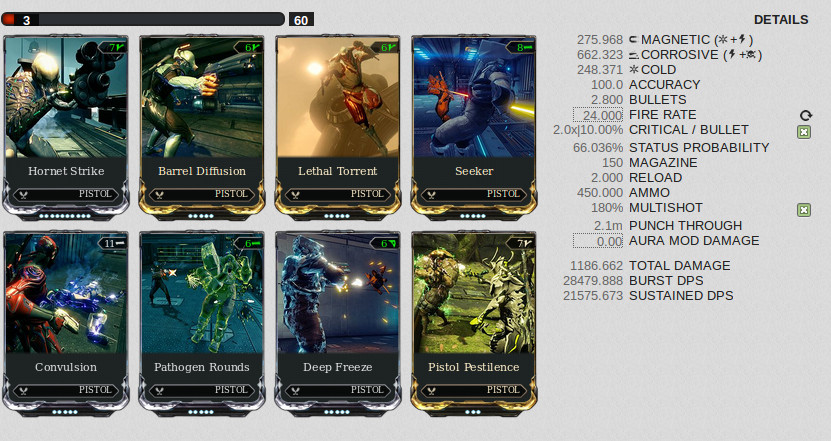 3
60
DETAILS
7
6
6
8
Hornet Strike
Barrel Diffusion
Lethal Torrent
Seeker
PISTOL
PISTOL
PISTOL
PISTOL
11
6
6
7
Convulsion
Pathogen Rounds
Deep Freeze
Pistol Pestilence
PISTOL
PISTOL
PISTOL
PISTOL
275.968 MAGNETIC ( + )
662.323 CORROSIVE ( + )
248.371 COLD
100.0 ACCURACY
2.800 BULLETS
24.000 FIRE RATE
2.0x|10.00% CRITICAL / BULLET
66.036% STATUS PROBABILITY
150 MAGAZINE
2.000 RELOAD
450.000 AMMO
180% MULTISHOT
2.1m PUNCH THROUGH
0.00 AURA MOD DAMAGE
1186.662 TOTAL DAMAGE
28479.888 BURST DPS
21575.673 SUSTAINED DPS